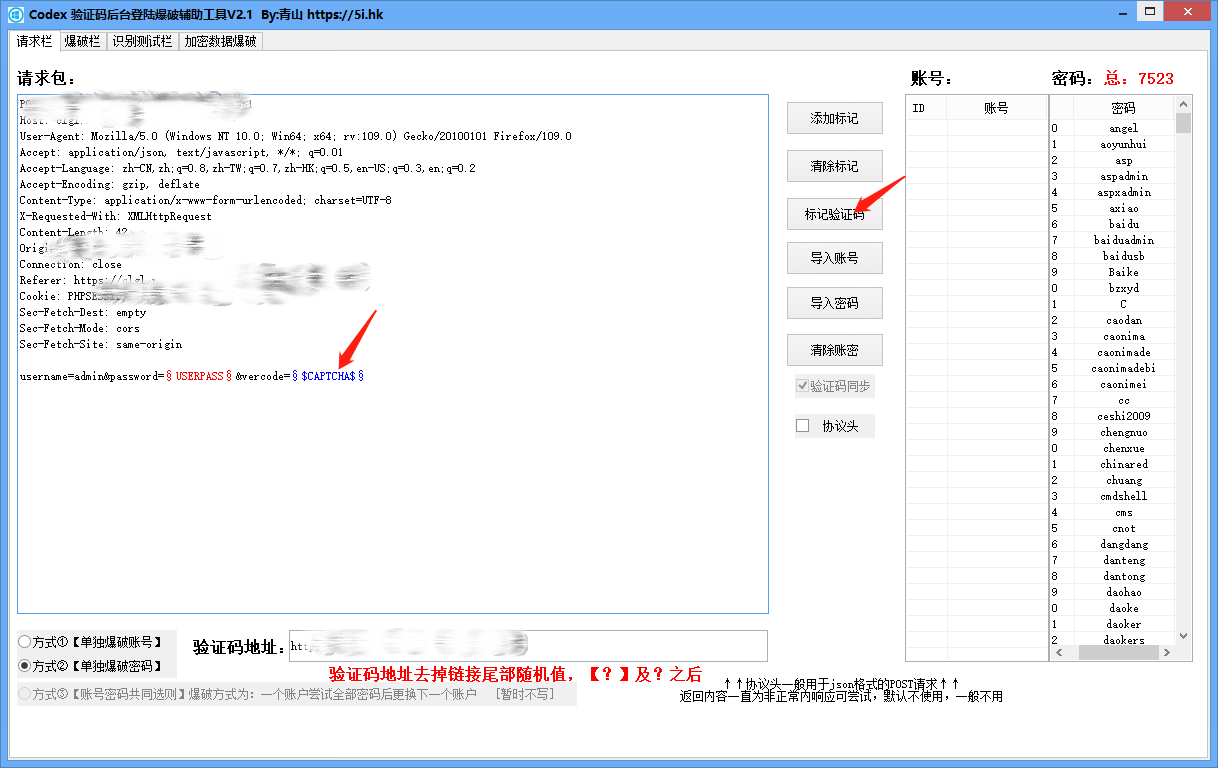 Codex 验证码后台登陆爆破辅助工具V2.1 By:青山 https://5i.hk
请求栏 爆破栏 识别测试栏 加密数据爆破
请求包:
User-Agent: Mozilla/5.0 (Windows NT 10.0; Win64; x64; rv:109.0) Gecko/20100101 Firefox/109.0
Accept: application/json, text/javascript, */*; q=0.01
Accept-Language: zh-CN,zh;q=0.8,zh-TW;q=0.7,zh-HK;q=0.5,en-US;q=0.3,en;q=0.2
Accept-Encoding: gzip, deflate
Content-Type: application/x-www-form-urlencoded; charset=UTF-8
X-Requested-With: XMLHttpRequest
Content-Length: 42
Connection: close
Referer:
Cookie:
Sec-Fetch-Dest: empty
Sec-Fetch-Mode: cors
Sec-Fetch-Site: same-origin
username=admin&password=§USERPASS§&vercode=§$CAPTCHA$§
添加标记
清除标记
标记验证码
导入账号
导入密码
清除账密
验证码同步
协议头
账号:
ID 账号
密码: 总: 7523
密码
0 angel
1 aoyunhui
2 asp
3 aspadmin
4 aspxadmin
5 axiao
6 baidu
7 baiduadmin
8 baidusb
9 Baike
0 bzxyd
1 C
2 caodan
3 caonima
4 caonimade
5 caonimadebi
6 caonimei
7 cc
8 ceshi2009
9 chengnuo
0 chenxue
1 chinared
2 chuang
3 cmdshell
4 cms
5 cnot
6 dangdang
7 danteng
8 dantong
9 daohao
0 daoke
1 daoker
2 daokers
方式①【单独爆破账号】
方式②【单独爆破密码】
方式③【账号密码共同选则】爆破方式为: 一个账户尝试全部密码后更换下一个账户 [暂时不写]
验证码地址:
验证码地址去掉链接尾部随机值, 【?】及?之后
↑↑协议头一般用于json格式的POST请求↑↑
返回内容一直为非正常内响应可尝试, 默认不使用, 一般不用